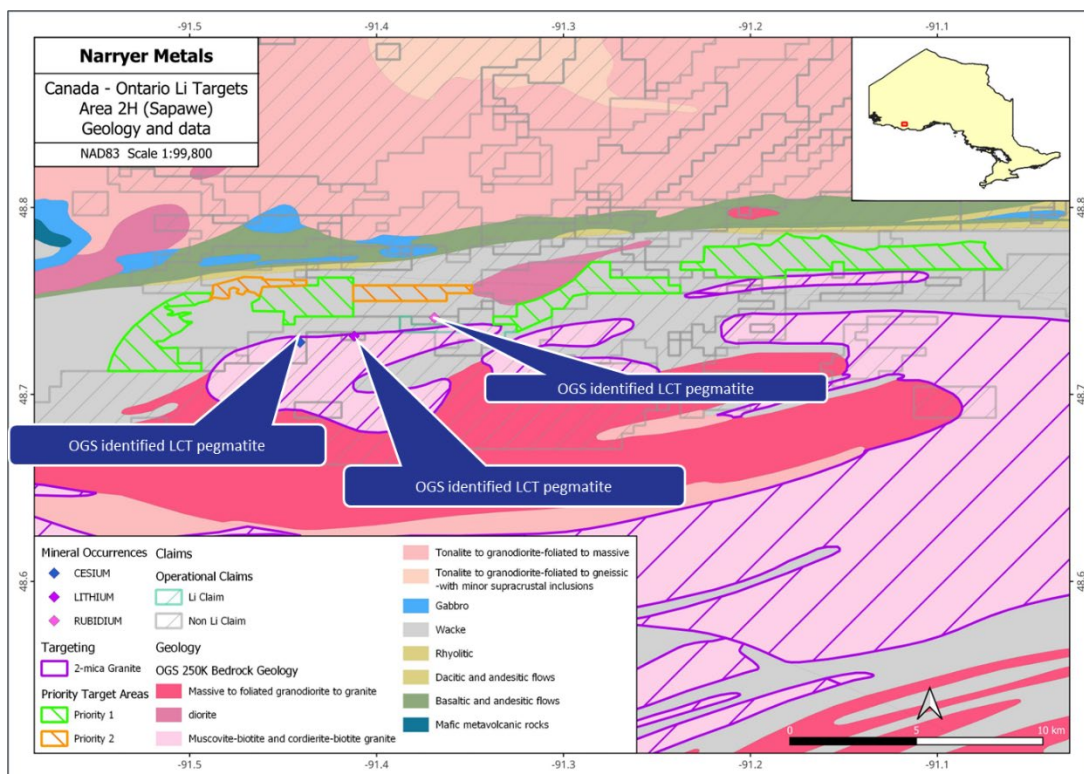 -91.5 -91.4 -91.3 -91.2 -91.1
Narryer Metals
Canada - Ontario Li Targets
Area 2H (Sapawe)
Geology and data
NAD83 Scale 1:99,800
48.8 48.8
OGS identified LCT pegmatite
48.7 48.7
OGS identified LCT pegmatite
OGS identified LCT pegmatite
48.6
Mineral Occurrences
CESIUM
LITHIUM
RUBIDIUM
Targeting
2-mica Granite
Priority Target Areas
Priority 1
Priority 2
Claims
Operational Claims
Li Claim
Non Li Claim
Geology
OGS 250K Bedrock Geology
Massive to foliated granodiorite to granite
diorite
Muscovite-biotite and cordierite-biotite granite
Tonalite to granodiorite-foliated to massive
Tonalite to granodiorite-foliated to gneissic
-with minor supracrustal inclusions
Gabbro
Wacke
Rhyolitic
Dacitic and andesitic flows
Basaltic and andesitic flows
Mafic metavolcanic rocks
48.6
0 5 10 km
-91.5 -91.4 -91.3 -91.2 -91.1